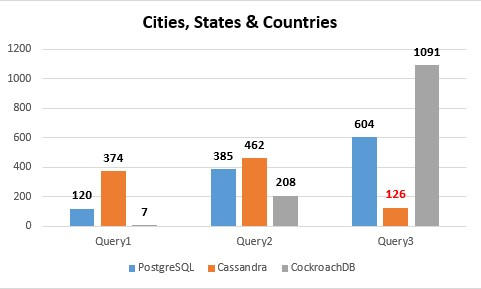 Cities, States & Countries
1200
1000
800
600
400
200
0
120
374
7
385
462
208
604
126
1091
Query1
Query2
Query3
PostgreSQL
Cassandra
CockroachDB